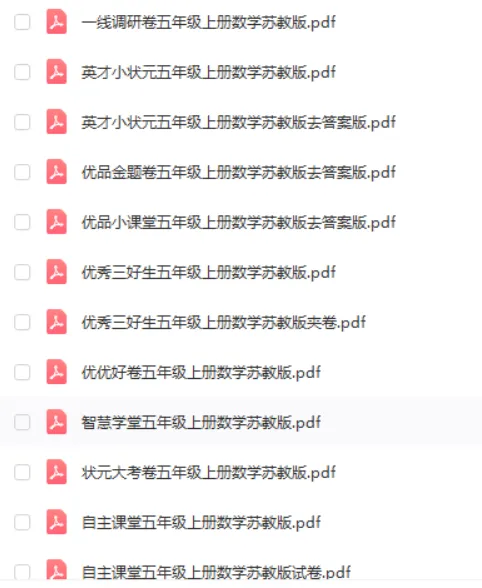 一线调研卷五年级上册数学苏教版.pdf
英才小状元五年级上册数学苏教版.pdf
英才小状元五年级上册数学苏教版去答案版.pdf
优品金题卷五年级上册数学苏教版去答案版.pdf
优品小课堂五年级上册数学苏教版去答案版.pdf
优秀三好生五年级上册数学苏教版.pdf
优秀三好生五年级上册数学苏教版夹卷.pdf
优优好卷五年级上册数学苏教版.pdf
智慧学堂五年级上册数学苏教版.pdf
状元大考卷五年级上册数学苏教版.pdf
自主课堂五年级上册数学苏教版.pdf
自主课堂五年级上册数学苏教版试卷.pdf